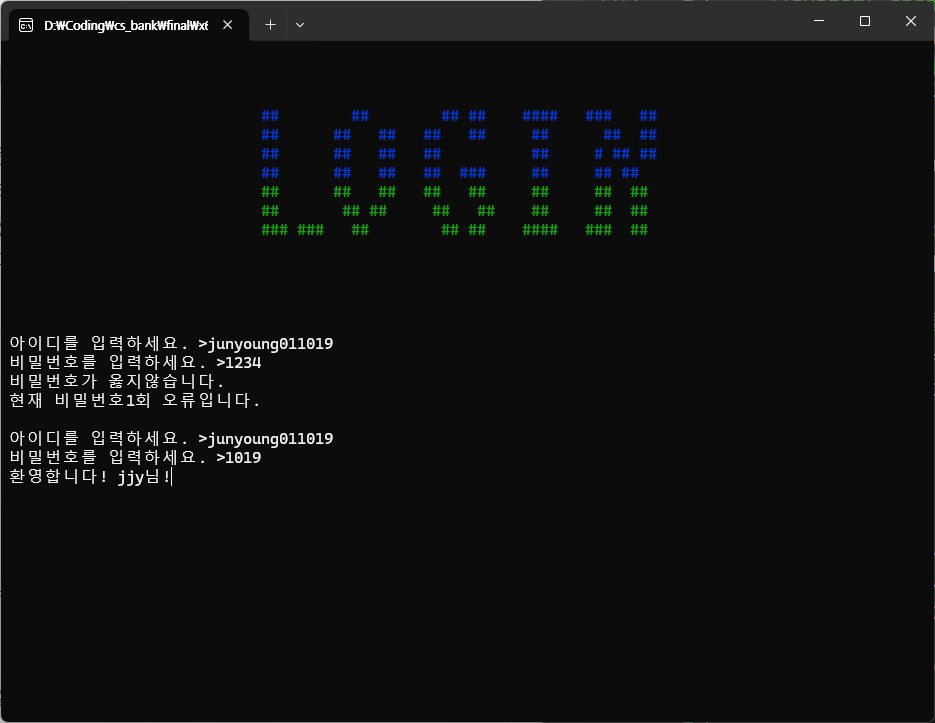 D:₩Coding₩cs_bank₩final₩x6
LOGIN
아이디를 입력하세요. >junyoung011019
비밀번호를 입력하세요. >1234
비밀번호가 옳지않습니다.
현재 비밀번호1회 오류입니다.
아이디를 입력하세요. >junyoung011019
비밀번호를 입력하세요. >1019
환영합니다! jjy님!